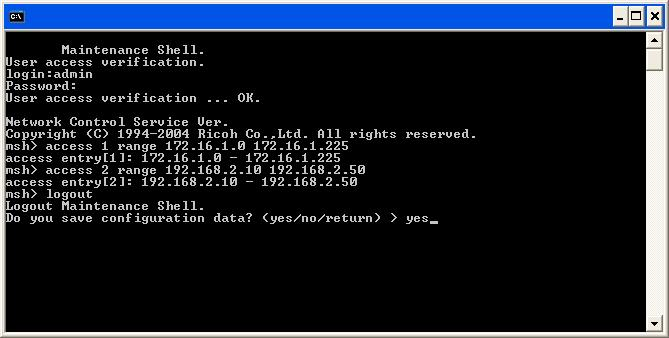 C:\
Maintenance Shell.
User access verification.
login:admin
Password:
User access verification ... OK.
Network Control Service Ver.
Copyright (C) 1994-2004 Ricoh Co.,Ltd. All rights reserved.
msh> access 1 range 172.16.1.0 172.16.1.225
access entry[1]: 172.16.1.0 - 172.16.1.225
msh> access 2 range 192.168.2.10 192.168.2.50
access entry[2]: 192.168.2.10 - 192.168.2.50
msh> logout
Logout Maintenance Shell.
Do you save configuration data? (yes/no/return) > yes_